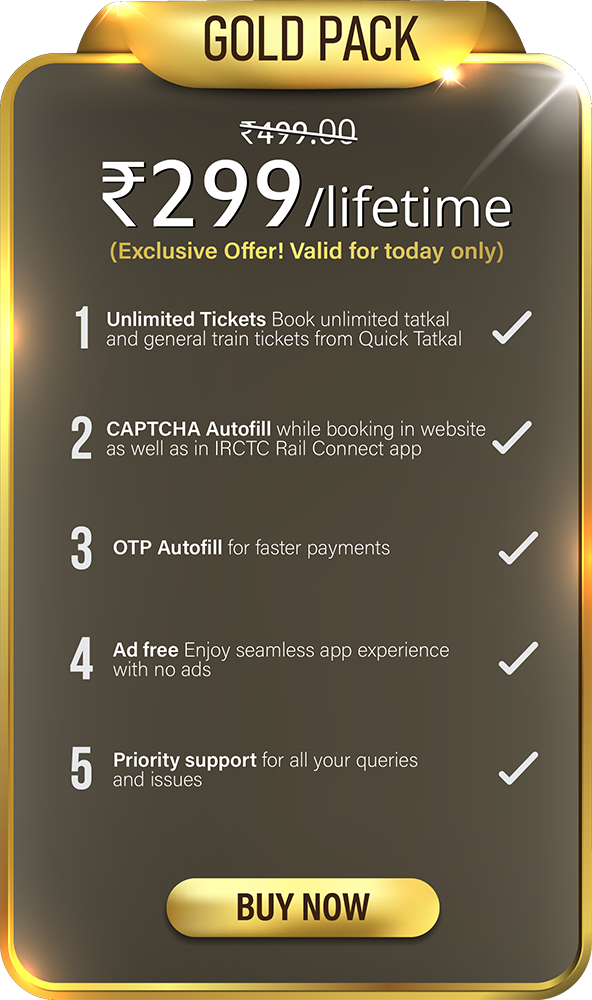 GOLD PACK
₹499.00
₹299/lifetime
(Exclusive Offer! Valid for today only)
1 Unlimited Tickets Book unlimited tatkal
and general train tickets from Quick Tatkal
2 CAPTCHA Autofill while booking in website
as well as in IRCTC Rail Connect app
3 OTP Autofill for faster payments
4 Ad free Enjoy seamless app experience
with no ads
5 Priority support for all your queries
and issues
BUY NOW